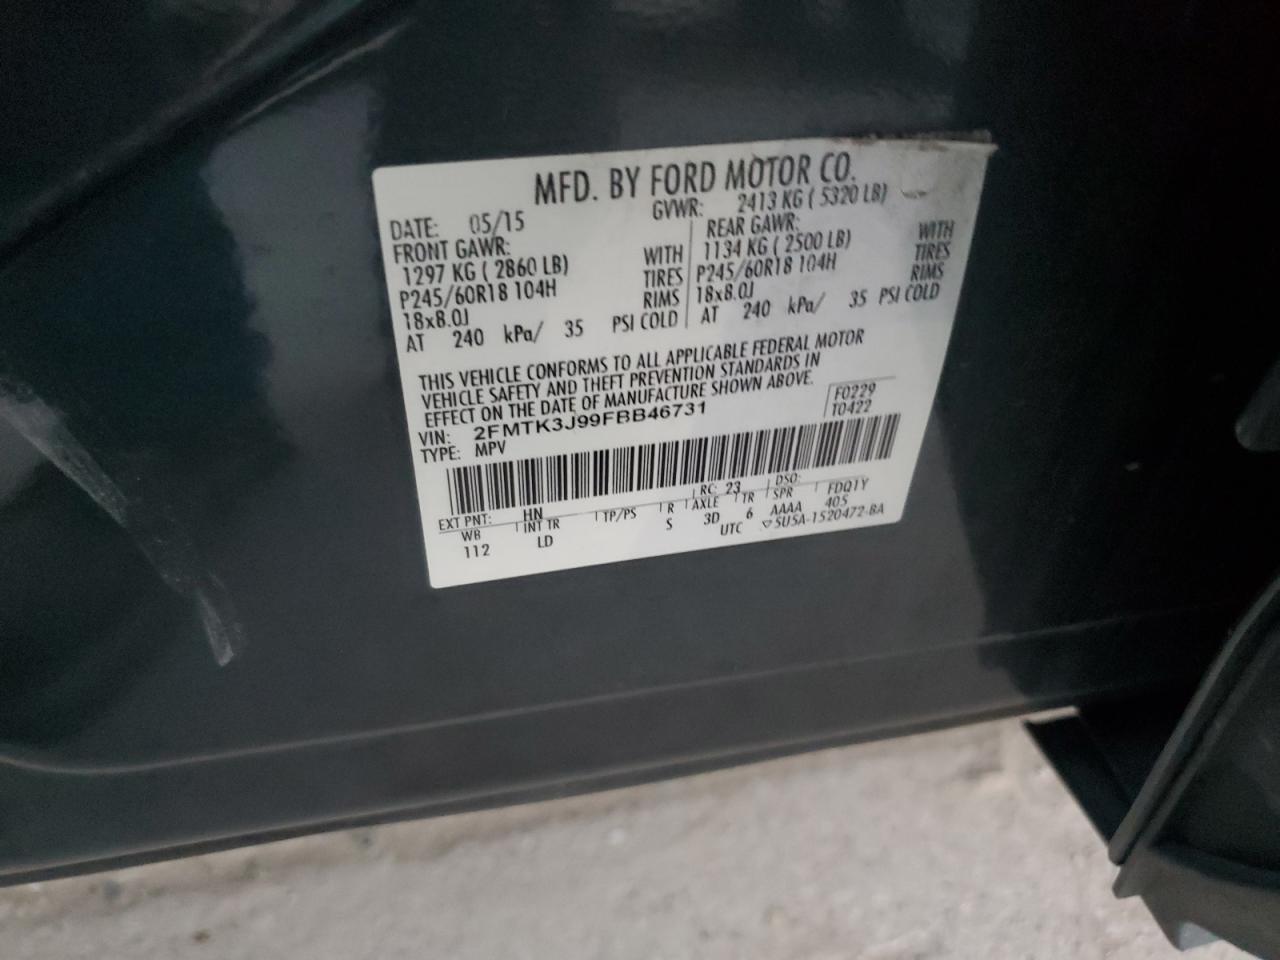 MFD. BY FORD MOTOR CO.
DATE: 05/15 GVWR: 2413 KG ( 5320 LB)
FRONT GAWR: REAR GAWR:
1297 KG ( 2860 LB) WITH 1134 KG ( 2500 LB) WITH
P245/60R18 104H TIRES P245/60R18 104H TIRES
18x8.0J RIMS 18x8.0J RIMS
AT 240 kPa/ 35 PSI COLD AT 240 kPa/ 35 PSI COLD
THIS VEHICLE CONFORMS TO ALL APPLICABLE FEDERAL MOTOR
VEHICLE SAFETY AND THEFT PREVENTION STANDARDS IN
EFFECT ON THE DATE OF MANUFACTURE SHOWN ABOVE.
VIN: 2FMTK3J99FBB46731 F0229
TYPE: MPV T0422
EXT PNT: HN RC: 23 DSO:
WB INT TR TP/PS R AXLE TR SPR FDQ1Y
112 LD S 3D 6 AAAA 405
UTC ▽5U5A-1520472-BA